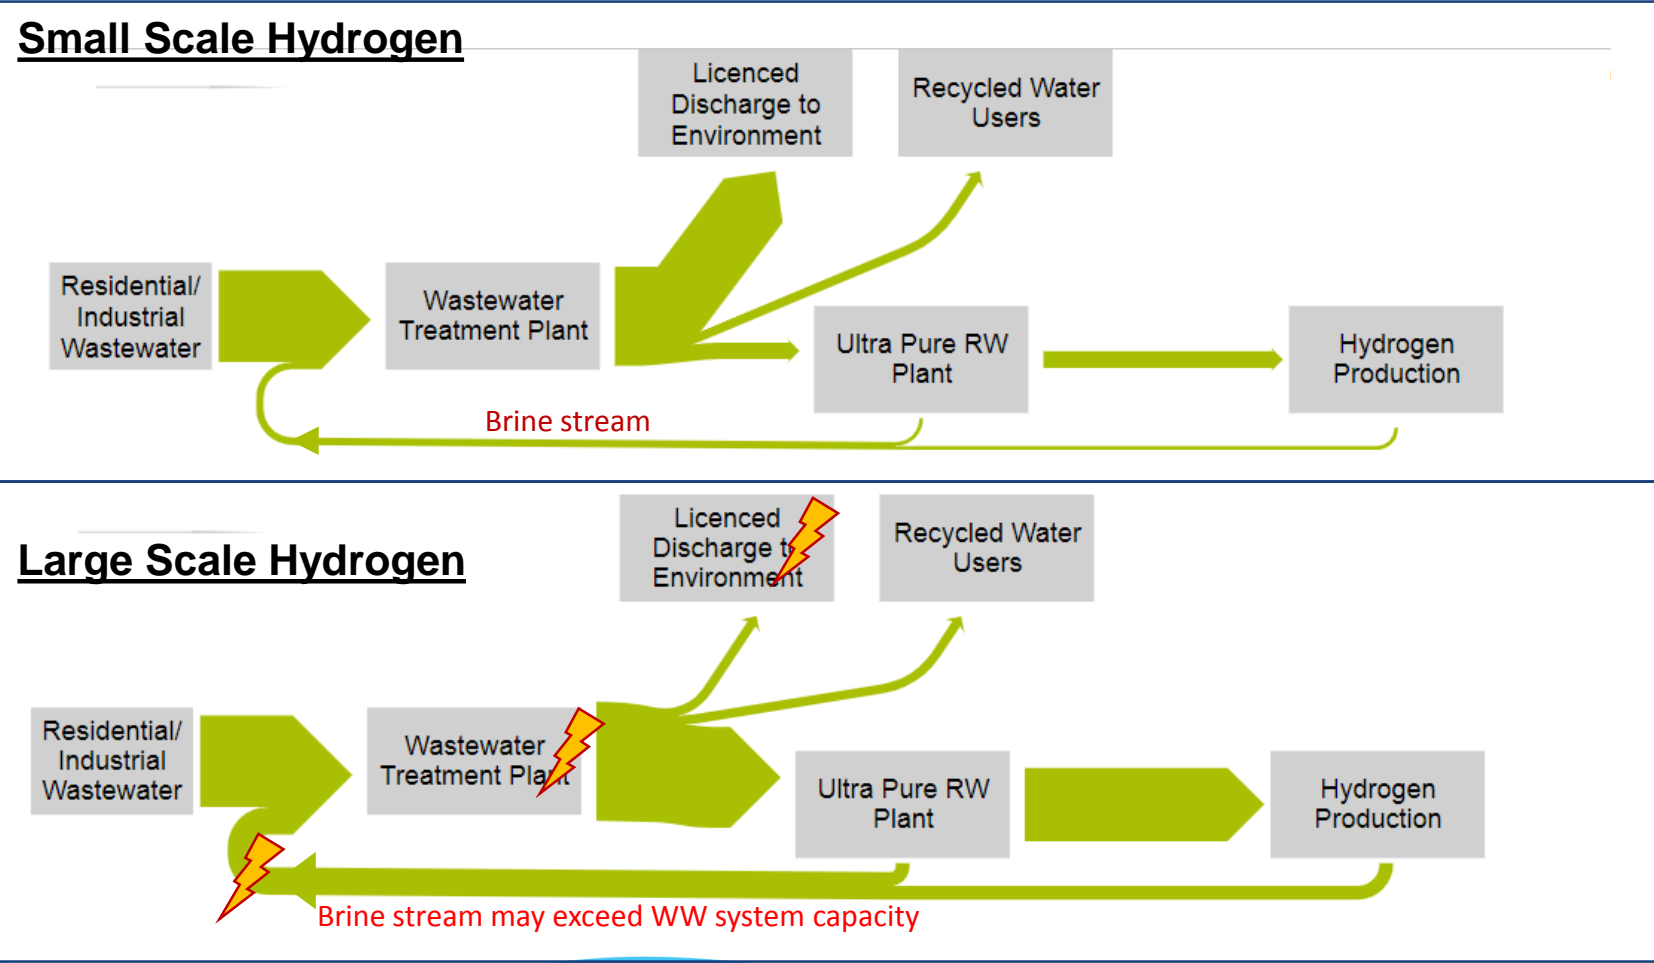 Small Scale Hydrogen
Licenced
Discharge to
Environment
Recycled Water
Users
Residential/
Industrial
Wastewater
Wastewater
Treatment Plant
Ultra Pure RW
Plant
Hydrogen
Production
Brine stream
Large Scale Hydrogen
Licenced
Discharge to
Environment
Recycled Water
Users
Residential/
Industrial
Wastewater
Wastewater
Treatment Plant
Ultra Pure RW
Plant
Hydrogen
Production
Brine stream may exceed WW system capacity